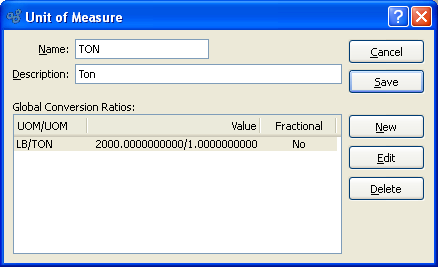 Unit of Measure
Name: TON
Cancel
Description: Ton
Save
Global Conversion Ratios:
UOM/UOM Value Fractional
New
LB/TON 2000.0000000000/1.0000000000 No
Edit
Delete